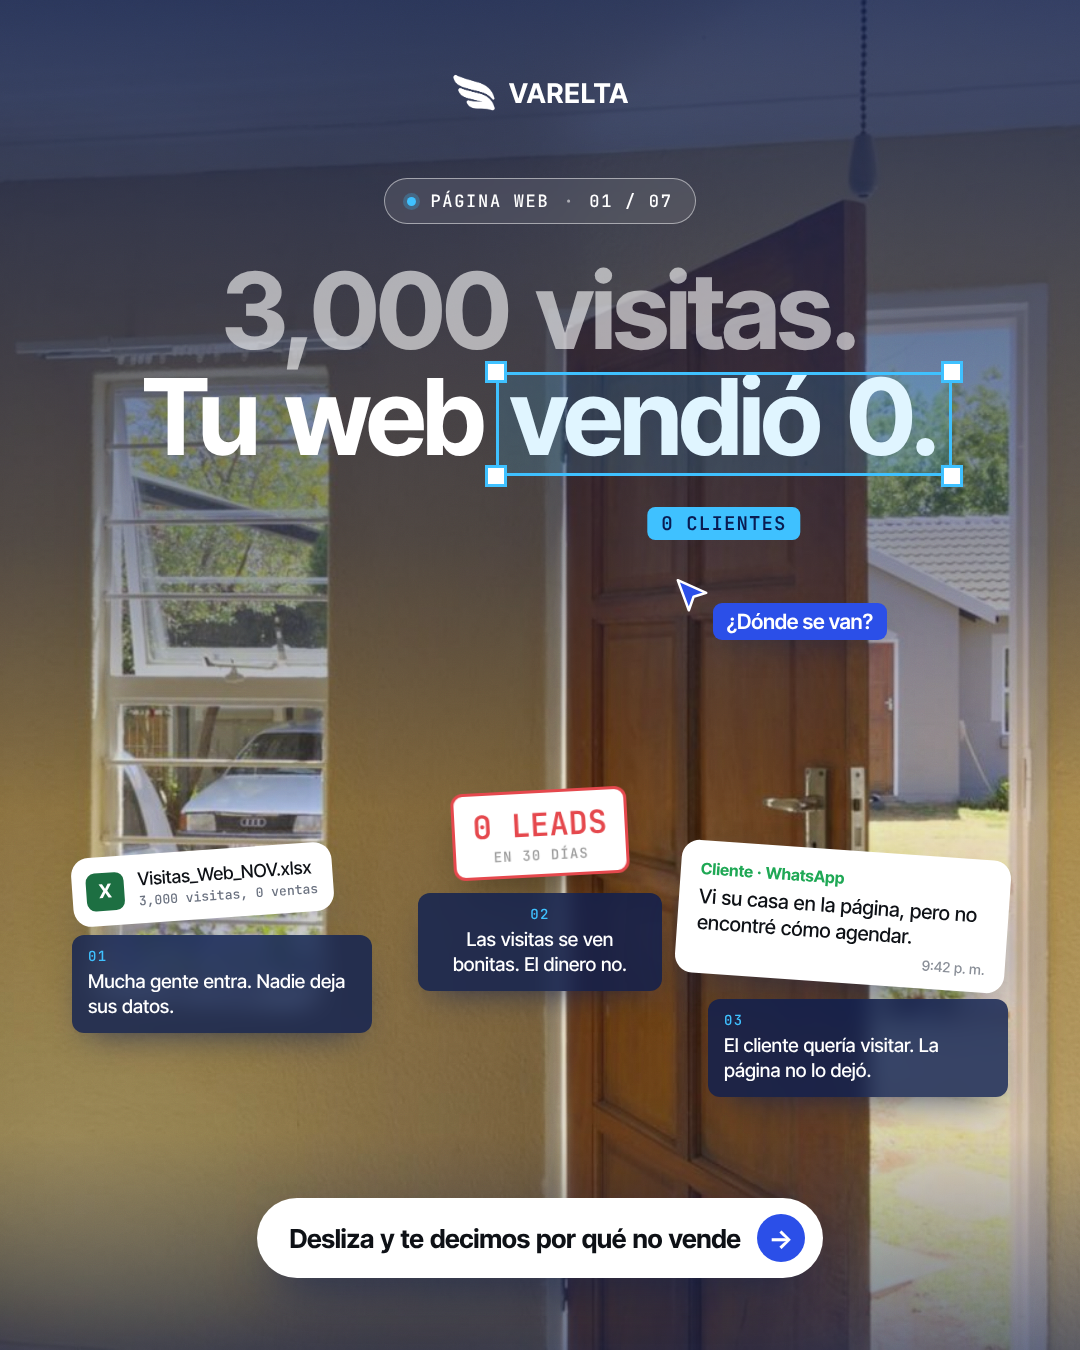 VARELTA
PÁGINA WEB · 01 / 07
3,000 visitas.
Tu web vendió 0.
0 CLIENTES
¿Dónde se van?
0 LEADS
EN 30 DÍAS
X
Visitas_Web_NOV.xlsx
3,000 visitas, 0 ventas
01
Mucha gente entra. Nadie deja
sus datos.
02
Las visitas se ven
bonitas. El dinero no.
Cliente · WhatsApp
Vi su casa en la página, pero no
encontré cómo agendar.
9:42 p. m.
03
El cliente quería visitar. La
página no lo dejó.
Desliza y te decimos por qué no vende →